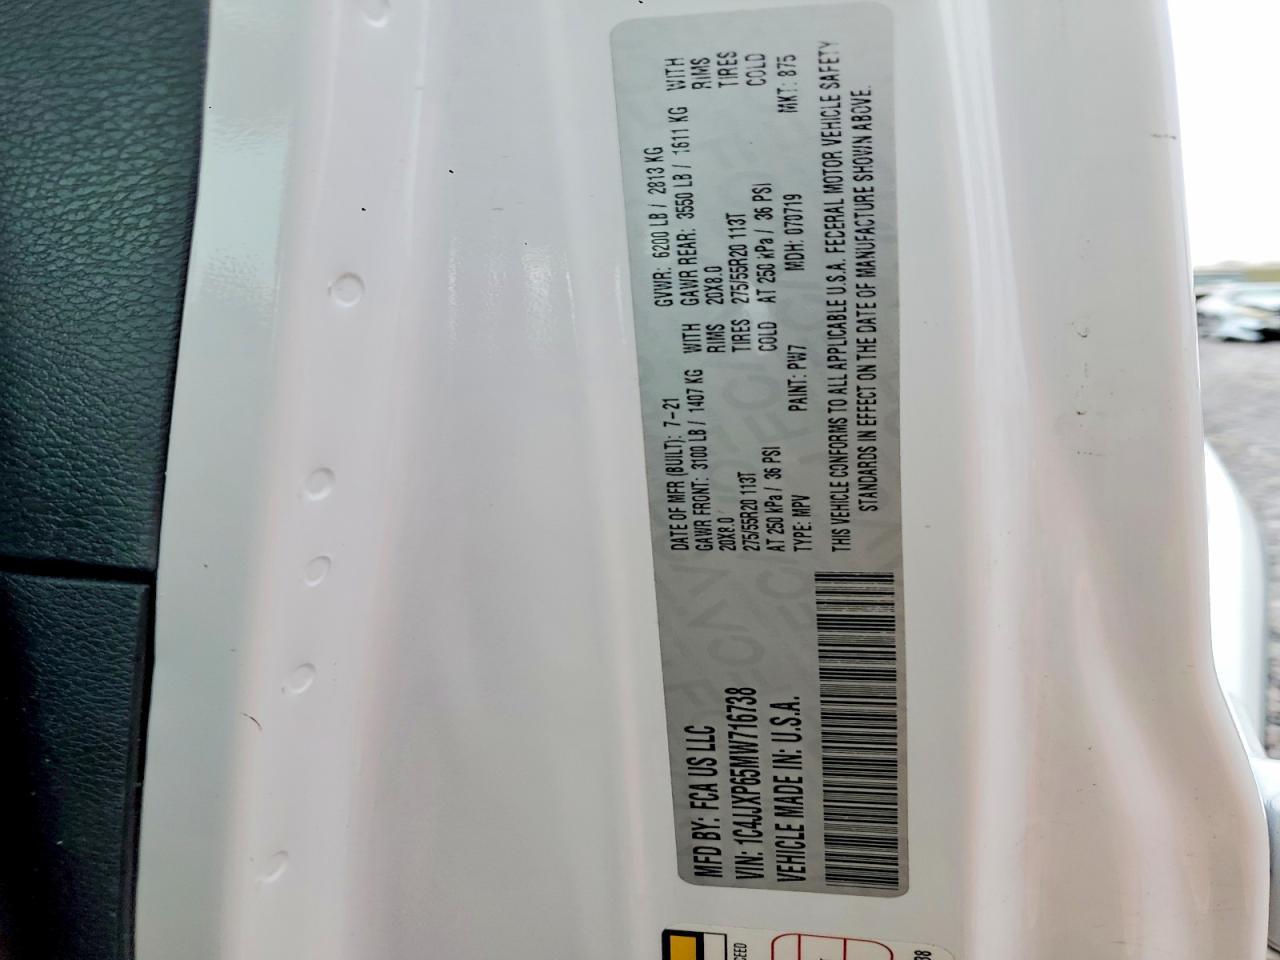 MFD BY: FCA US LLC
VIN: 1C4JJXP65MW716738
VEHICLE MADE IN: U.S.A.
DATE OF MFR (BUILT): 7-21 GVWR: 6200 LB / 2813 KG
GAWR FRONT: 3100 LB / 1407 KG WITH GAWR REAR: 3550 LB / 1611 KG WITH
20X8.0 RIMS 20X8.0 RIMS
275/55R20 113T TIRES 275/55R20 113T TIRES
AT 250 kPa / 36 PSI COLD AT 250 kPa / 36 PSI COLD
TYPE: MPV PAINT: PW7 MDH: 070719 MKT: 875
THIS VEHICLE CONFORMS TO ALL APPLICABLE U.S.A. FEDERAL MOTOR VEHICLE SAFETY
STANDARDS IN EFFECT ON THE DATE OF MANUFACTURE SHOWN ABOVE.
38